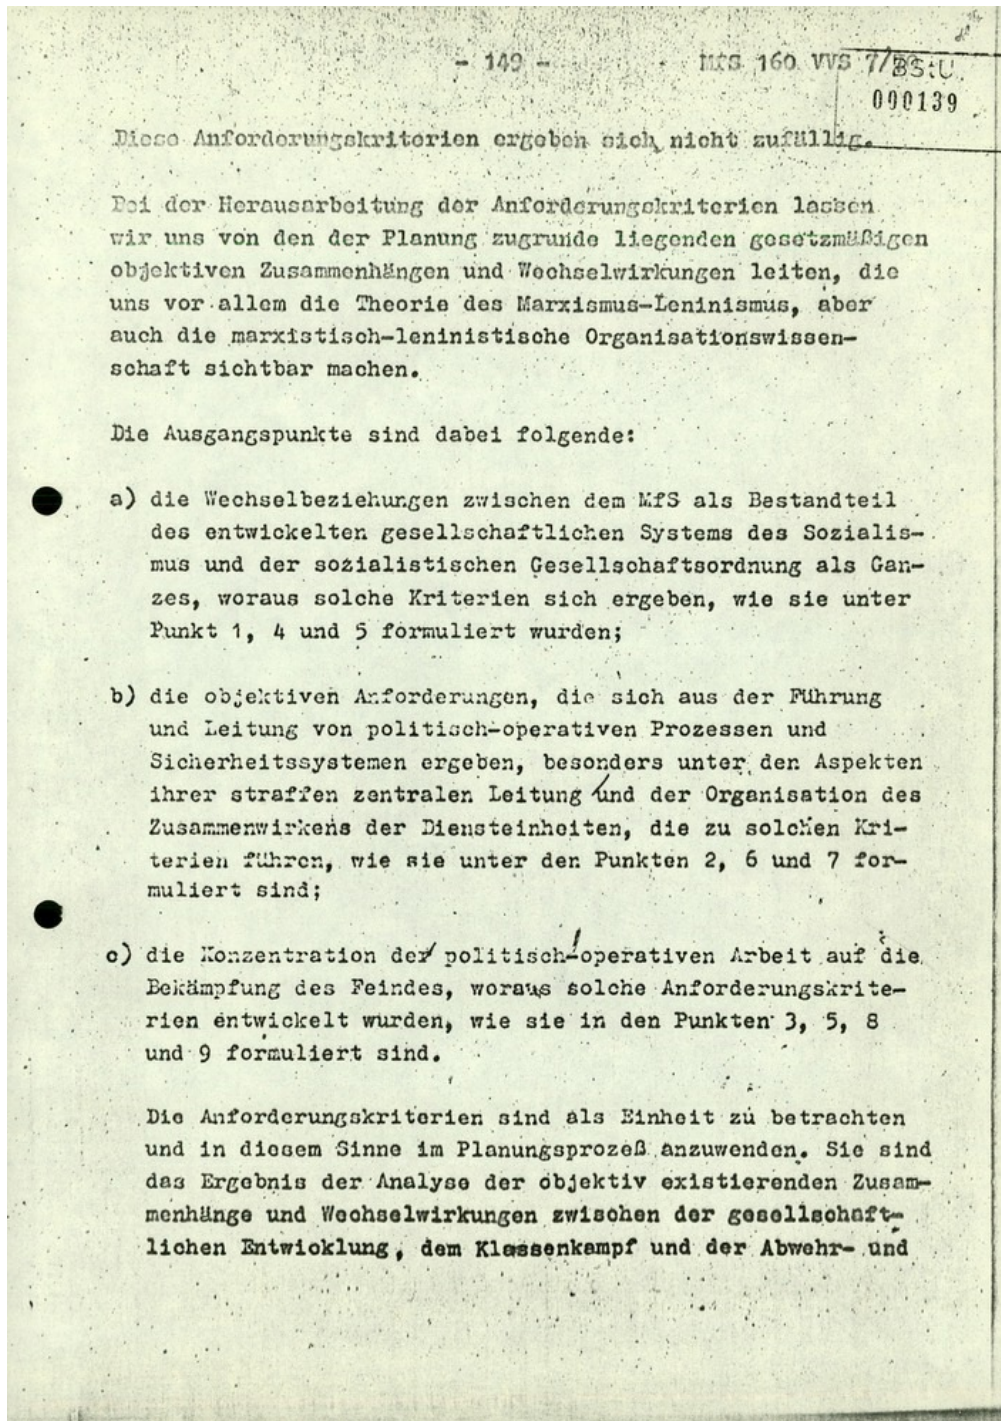 - 149 -
MfS 160 VVS 7/
BStU
000139
Diese Anforderungskriterien ergeben sich nicht zufällig.
Bei der Herausarbeitung der Anforderungskriterien lassen
wir uns von den der Planung zugrunde liegenden gesetzmäßigen
objektiven Zusammenhängen und Wechselwirkungen leiten, die
uns vor allem die Theorie des Marxismus-Leninismus, aber
auch die marxistisch-leninistische Organisationswissen-
schaft sichtbar machen.
Die Ausgangspunkte sind dabei folgende:
a) die Wechselbeziehungen zwischen dem MfS als Bestandteil
des entwickelten gesellschaftlichen Systems des Sozialis-
mus und der sozialistischen Gesellschaftsordnung als Gan-
zes, woraus solche Kriterien sich ergeben, wie sie unter
Punkt 1, 4 und 5 formuliert wurden;
b) die objektiven Anforderungen, die sich aus der Führung
und Leitung von politisch-operativen Prozessen und
Sicherheitssystemen ergeben, besonders unter den Aspekten
ihrer straffen zentralen Leitung und der Organisation des
Zusammenwirkens der Diensteinheiten, die zu solchen Kri-
terien führen, wie sie unter den Punkten 2, 6 und 7 for-
muliert sind;
c) die Konzentration der politisch-operativen Arbeit auf die
Bekämpfung des Feindes, woraus solche Anforderungskrite-
rien entwickelt wurden, wie sie in den Punkten 3, 5, 8
und 9 formuliert sind.
Die Anforderungskriterien sind als Einheit zu betrachten
und in diesem Sinne im Planungsprozeß anzuwenden. Sie sind
das Ergebnis der Analyse der objektiv existierenden Zusam-
menhänge und Wechselwirkungen zwischen der gesellschaft-
lichen Entwicklung, dem Klassenkampf und der Abwehr- und